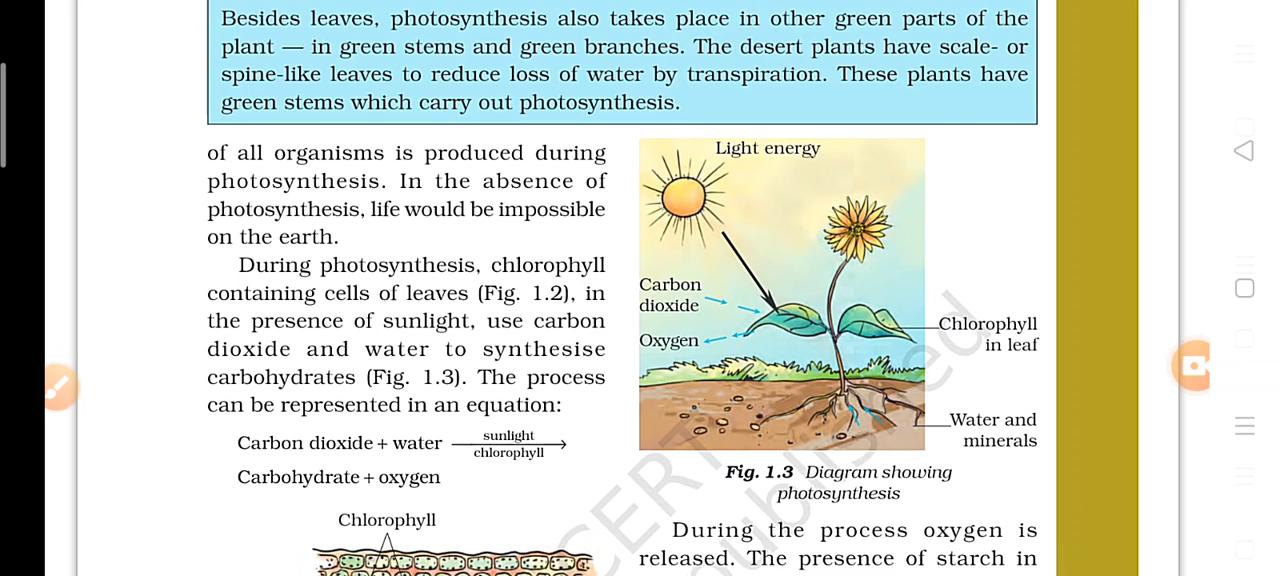 Besides leaves, photosynthesis also takes place in other green parts of the
plant — in green stems and green branches. The desert plants have scale- or
spine-like leaves to reduce loss of water by transpiration. These plants have
green stems which carry out photosynthesis.
of all organisms is produced during
photosynthesis. In the absence of
photosynthesis, life would be impossible
on the earth.
During photosynthesis, chlorophyll
containing cells of leaves (Fig. 1.2), in
the presence of sunlight, use carbon
dioxide and water to synthesise
carbohydrates (Fig. 1.3). The process
can be represented in an equation:
Carbon dioxide + water sunlight
chlorophyll
Carbohydrate + oxygen
Chlorophyll
Light energy
Carbon
dioxide
Oxygen
Chlorophyll
in leaf
Water and
minerals
Fig. 1.3 Diagram showing
photosynthesis
During the process oxygen is
released. The presence of starch in